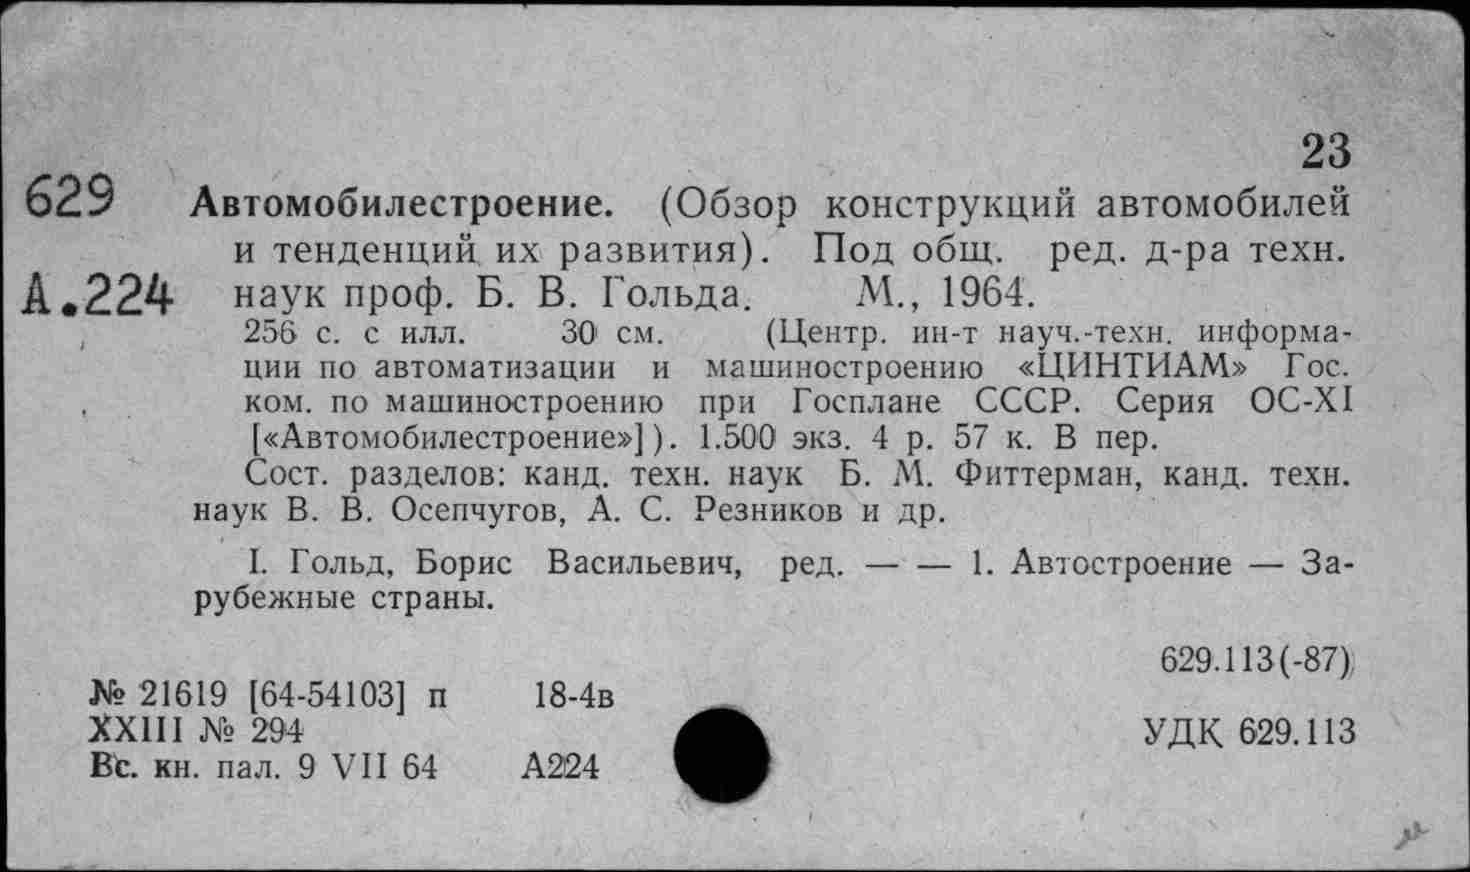 23
629 Автомобилестроение. (Обзор конструкций автомобилей
и тенденций их развития). Под общ. ред. д-ра техн.
А.224 наук проф. Б. В. Гольда. М., 1964.
256 с. с илл. 30 см. (Центр. ин-т науч.-техн. информа-
ции по автоматизации и машиностроению «ЦИНТИАМ» Гос.
ком. по машиностроению при Госплане СССР. Серия ОС-XI
[«Автомобилестроение»]). 1.500 экз. 4 р. 57 к. В пер.
Сост. разделов: канд. техн. наук Б. М. Фиттерман, канд. техн.
наук В. В. Осепчугов, А. С. Резников и др.
I. Гольд, Борис Васильевич, ред. — — 1. Автостроение — За-
рубежные страны.
629.113(-87)
№ 21619 [64-54103] п 18-4в
XXIII № 294 УДК 629.113
Вс. кн. пал. 9 VII 64 А224